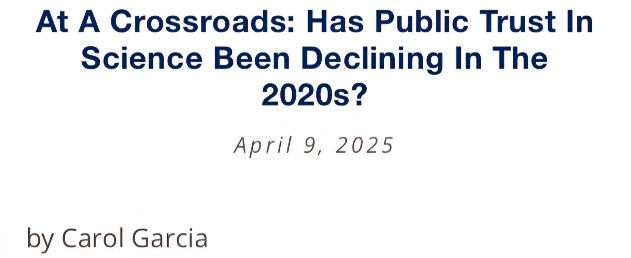 At A Crossroads: Has Public Trust In
Science Been Declining In The
2020s?
April 9, 2025
by Carol Garcia